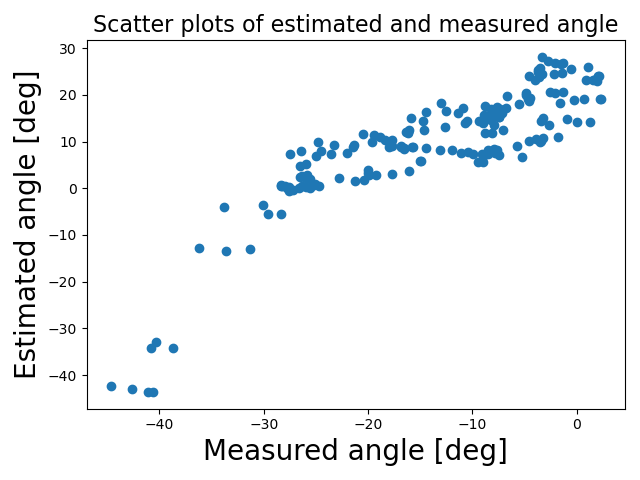 Scatter plots of estimated and measured angle
30
20
10
0
−10
−20
−30
−40
Estimated angle [deg]
−40 −30 −20 −10 0
Measured angle [deg]